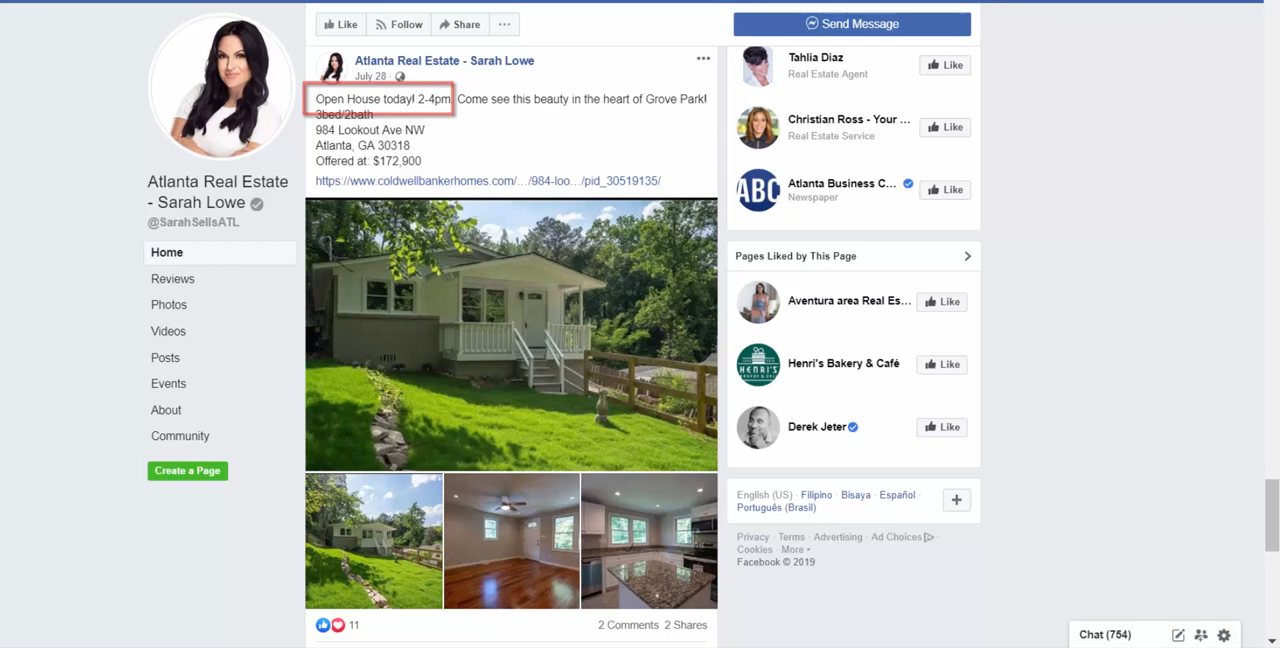 Like
Follow
Share
Send Message
Atlanta Real Estate
- Sarah Lowe
@SarahSellsATL
Home
Reviews
Photos
Videos
Posts
Events
About
Community
Create a Page
Atlanta Real Estate - Sarah Lowe
July 28 ·
Open House today! 2-4pm. Come see this beauty in the heart of Grove Park!
3bed/2bath
984 Lookout Ave NW
Atlanta, GA 30318
Offered at: $172,900
https://www.coldwellbankerhomes.com/…/984-loo…/pid_30519135/
11
2 Comments 2 Shares
Tahlia Diaz
Real Estate Agent
Like
Christian Ross - Your ...
Real Estate Service
Like
ABC
Atlanta Business C...
Newspaper
Like
Pages Liked by This Page
Aventura area Real Es...
Like
HENRI'S
Henri's Bakery & Café
Like
Derek Jeter
Like
English (US) · Filipino · Bisaya · Español ·
Português (Brasil)
Privacy · Terms · Advertising · Ad Choices ·
Cookies · More
Facebook © 2019
Chat (754)